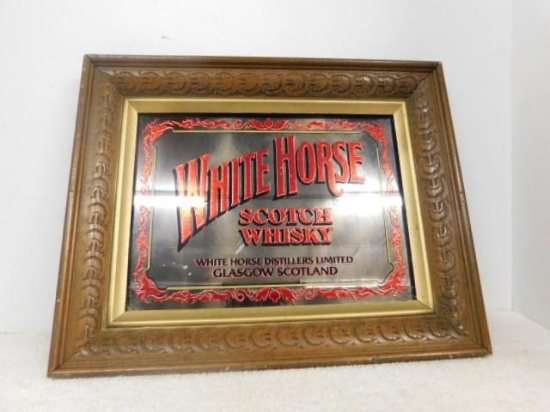 WHITE HORSE
SCOTCH
WHISKY
WHITE HORSE DISTILLERS LIMITED
GLASGOW SCOTLAND